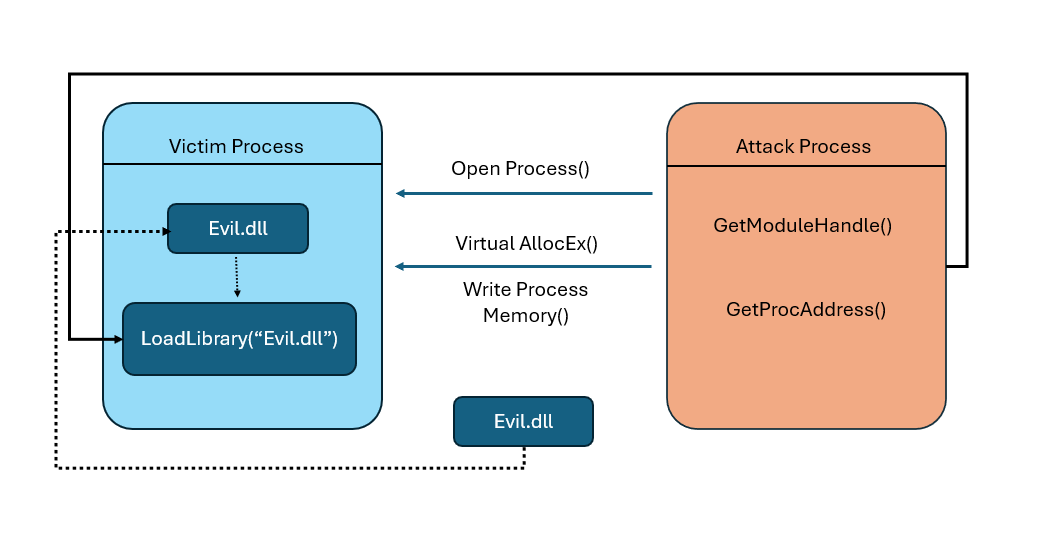 Victim Process
Evil.dll
LoadLibrary(“Evil.dll”)
Open Process()
Virtual AllocEx()
Write Process
Memory()
Evil.dll
Attack Process
GetModuleHandle()
GetProcAddress()